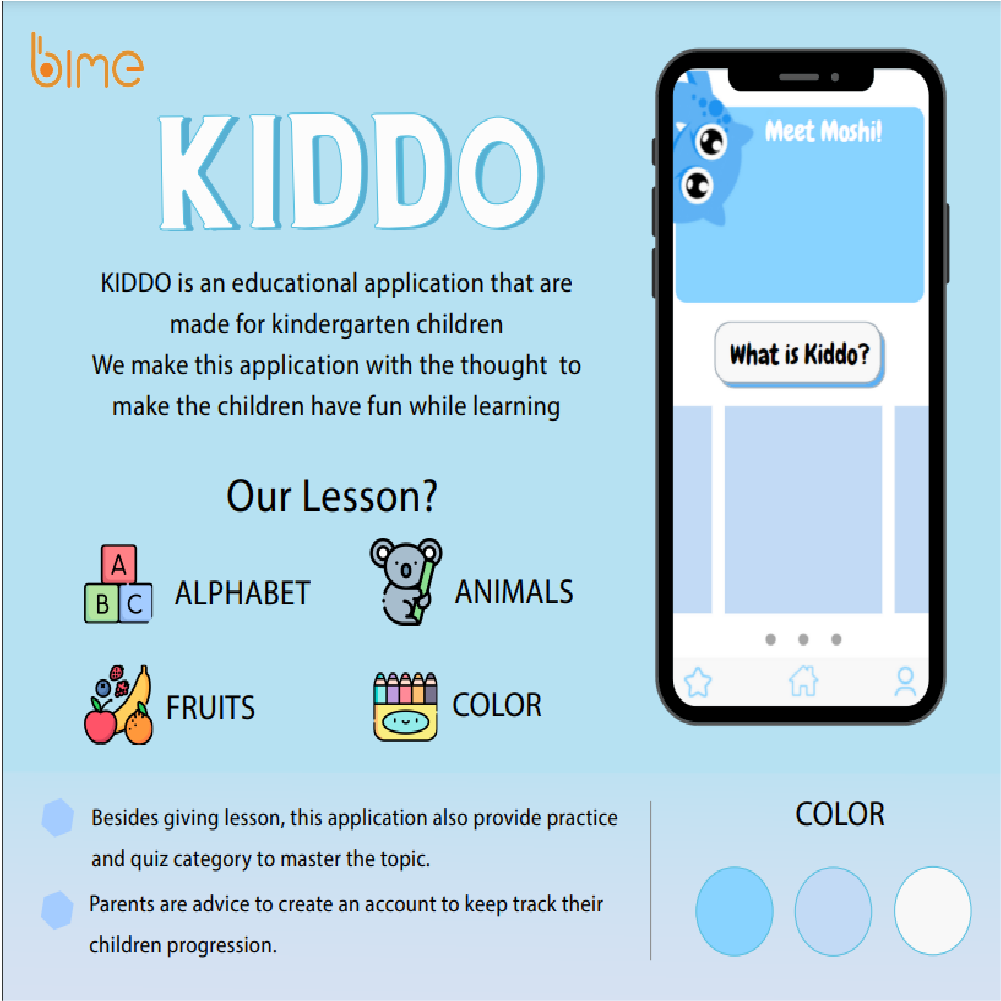 bime
KIDDO
KIDDO is an educational application that are
made for kindergarten children
We make this application with the thought to
make the children have fun while learning
Our Lesson?
A
B C
ALPHABET
ANIMALS
FRUITS
COLOR
Besides giving lesson, this application also provide practice
and quiz category to master the topic.
Parents are advice to create an account to keep track their
children progression.
Meet Moshi!
What is Kiddo?
COLOR